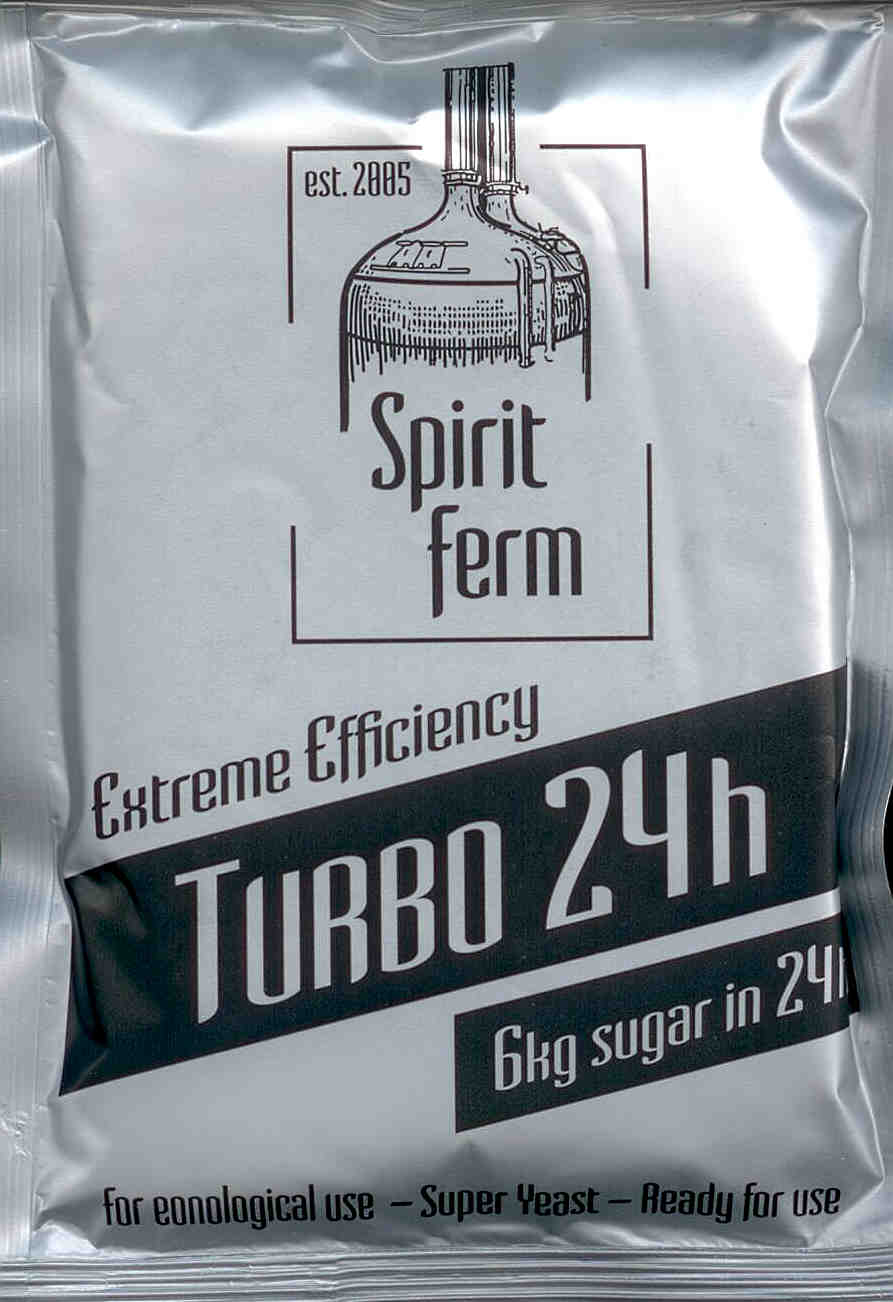 est. 2005
Spirit
ferm
Extreme Efficiency
TURBO 24h
6kg sugar in 24h
for eonological use – Super Yeast – Ready for use